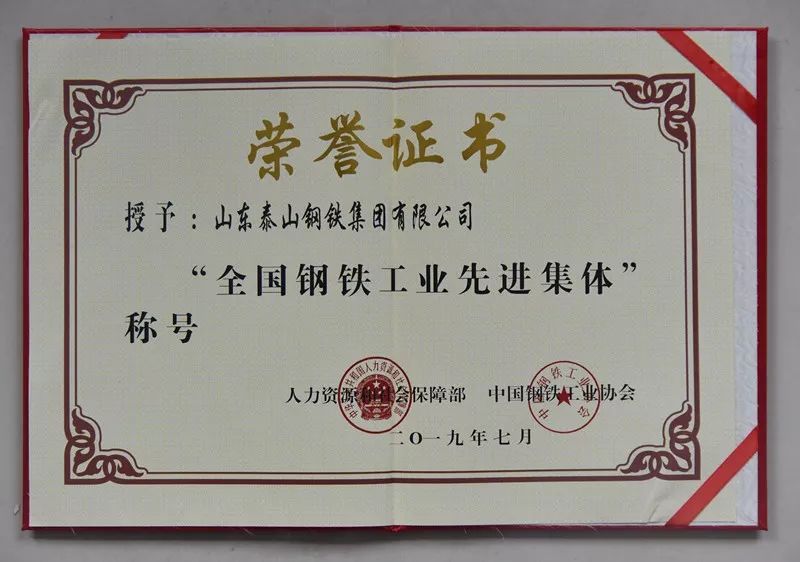 荣誉证书
授予：山东泰山钢铁集团有限公司
“全国钢铁工业先进集体”
称号
人力资源和社会保障部 中国钢铁工业协会
二〇一九年七月